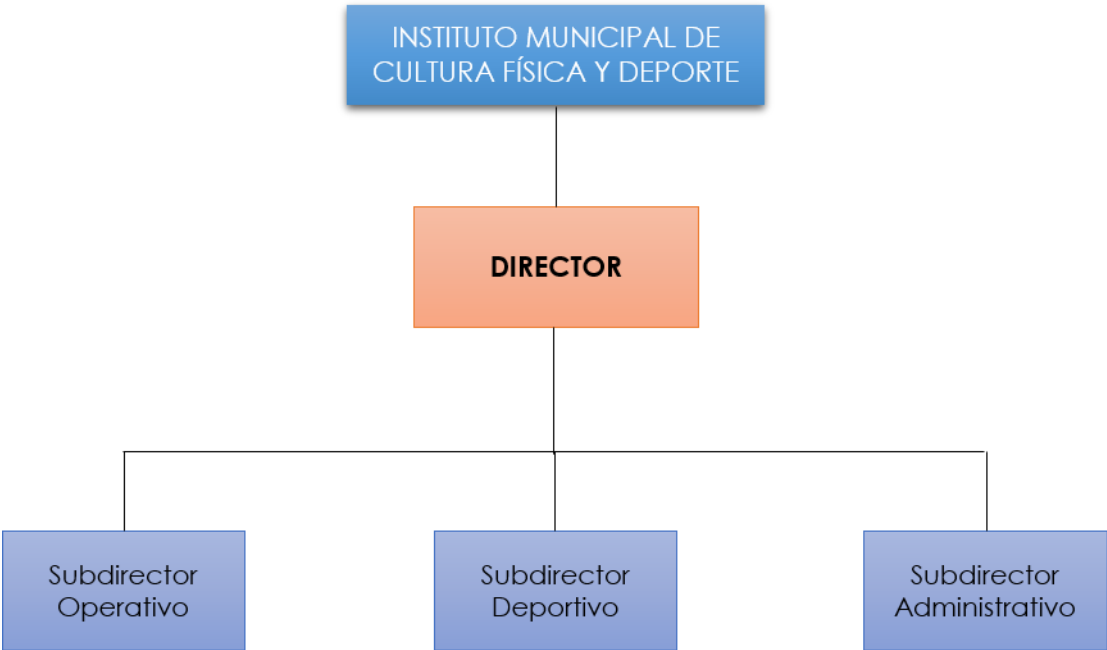 INSTITUTO MUNICIPAL DE
CULTURA FÍSICA Y DEPORTE
DIRECTOR
Subdirector
Operativo
Subdirector
Deportivo
Subdirector
Administrativo